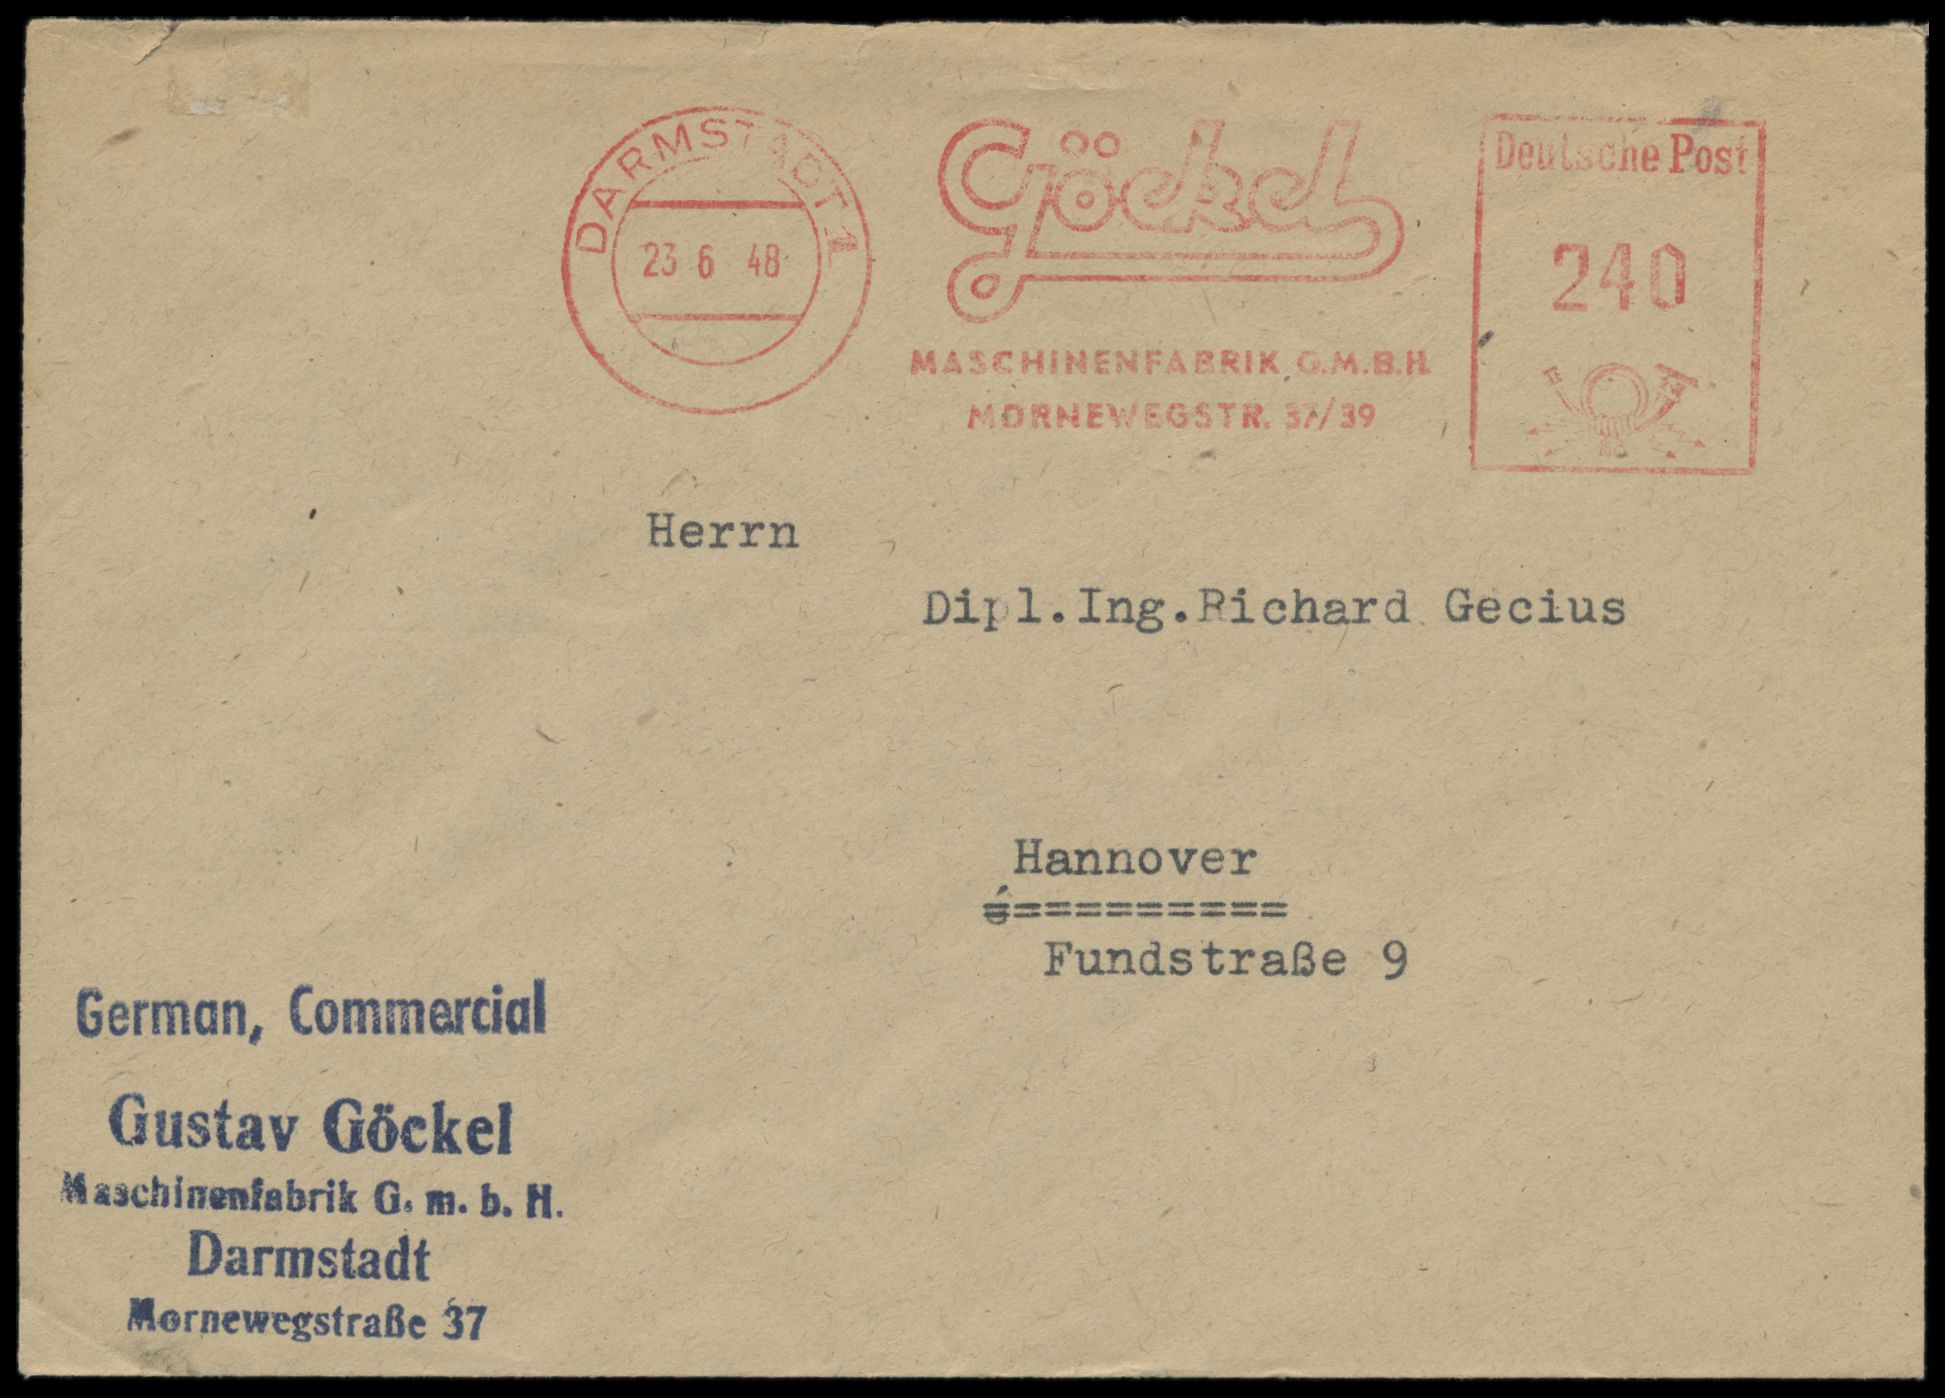 DARMSTADT 1
23 6 48
Göckel
MASCHINENFABRIK G.M.B.H.
MORNEWEGSTR. 37/39
Deutsche Post
240
Herrn
Dipl.Ing.Richard Gecius
Hannover
==========
Fundstraße 9
German, Commercial
Gustav Göckel
Maschinenfabrik G. m. b. H.
Darmstadt
Mornewegstraße 37